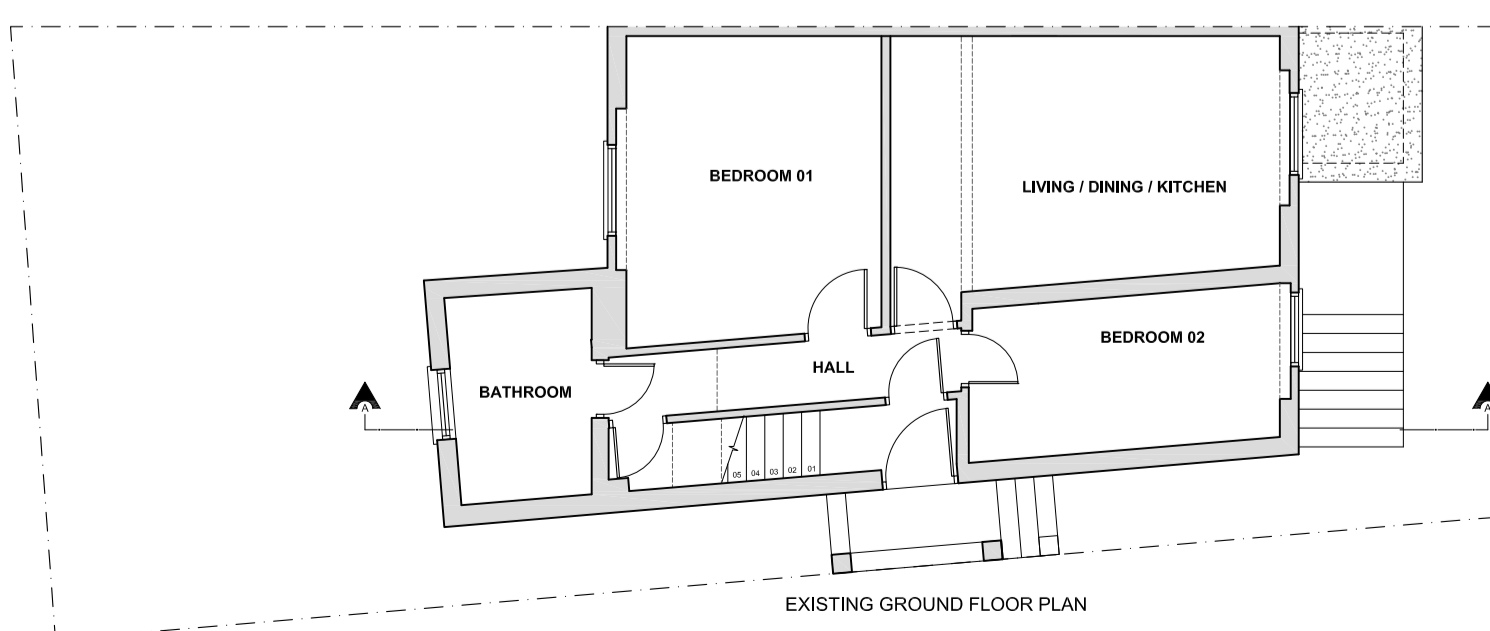 BEDROOM 01
LIVING / DINING / KITCHEN
BEDROOM 02
HALL
BATHROOM
A
A
05 04 03 02 01
EXISTING GROUND FLOOR PLAN